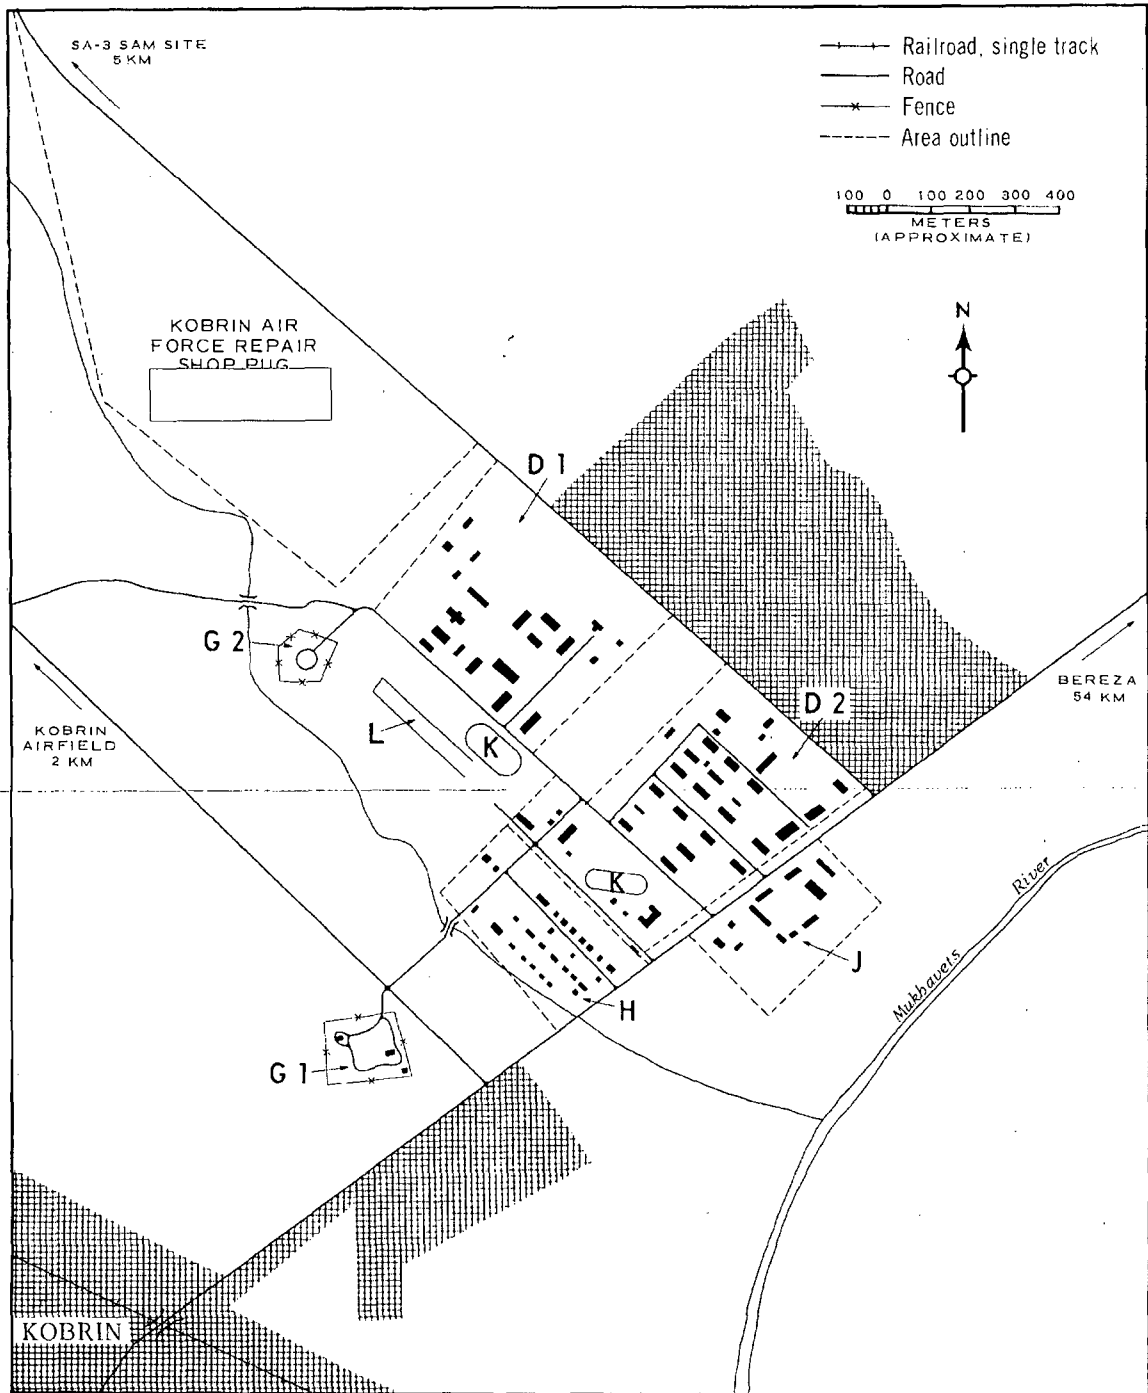 SA-3 SAM SITE
5 KM
Railroad, single track
Road
Fence
Area outline
100 0 100 200 300 400
METERS
(APPROXIMATE)
N
KOBRIN AIR
FORCE REPAIR
SHOP PUG
D 1
G 2
BEREZA
54 KM
D 2
KOBRIN
AIRFIELD
2 KM
L
K
K
River
Mukhavets
J
H
G 1
KOBRIN